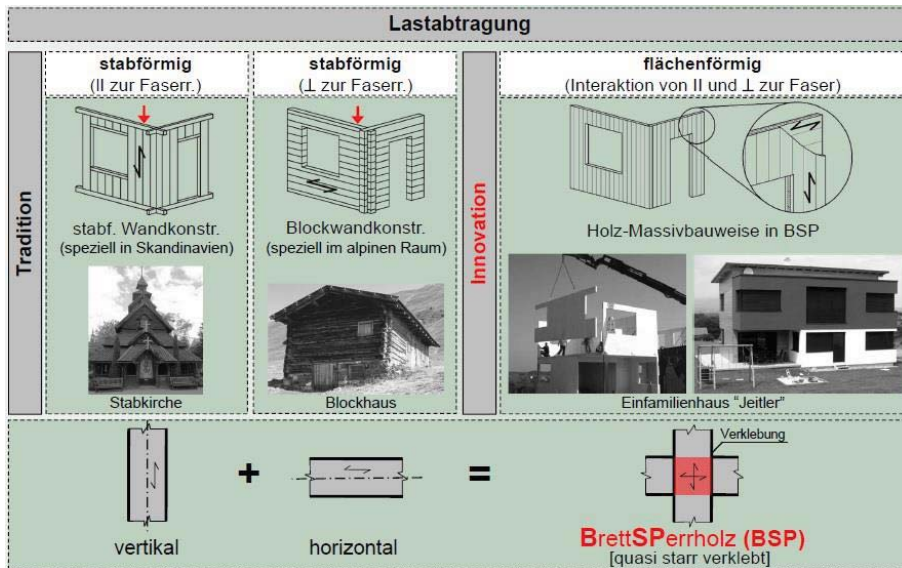 Lastabtragung
Tradition
stabförmig
(II zur Faserr.)
stabf. Wandkonstr.
(speziell in Skandinavien)
Stabkirche
stabförmig
(⊥ zur Faserr.)
Blockwandkonstr.
(speziell im alpinen Raum)
Blockhaus
Innovation
flächenförmig
(Interaktion von II und ⊥ zur Faser)
Holz-Massivbauweise in BSP
Einfamilienhaus "Jeitler"
vertikal
+
horizontal
=
Verklebung
BrettSPerrholz (BSP)
[quasi starr verklebt]